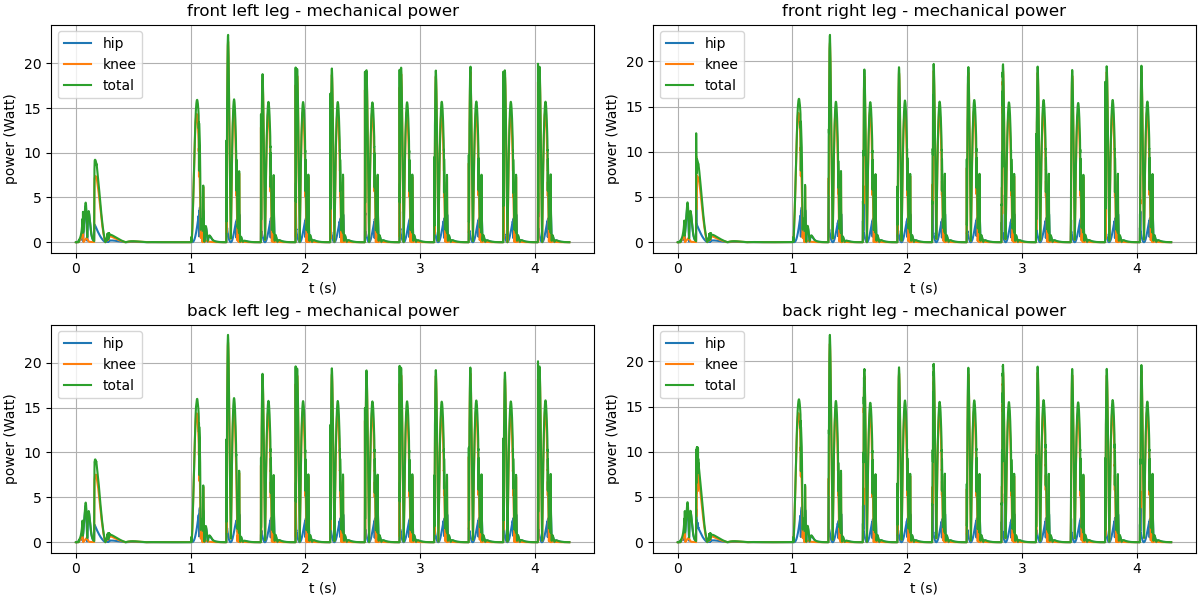 front left leg - mechanical power
hip
knee
total
power (Watt)
20
15
10
5
0
0 1 2 3 4
t (s)
front right leg - mechanical power
hip
knee
total
power (Watt)
20
15
10
5
0
0 1 2 3 4
t (s)
back left leg - mechanical power
hip
knee
total
power (Watt)
20
15
10
5
0
0 1 2 3 4
t (s)
back right leg - mechanical power
hip
knee
total
power (Watt)
20
15
10
5
0
0 1 2 3 4
t (s)